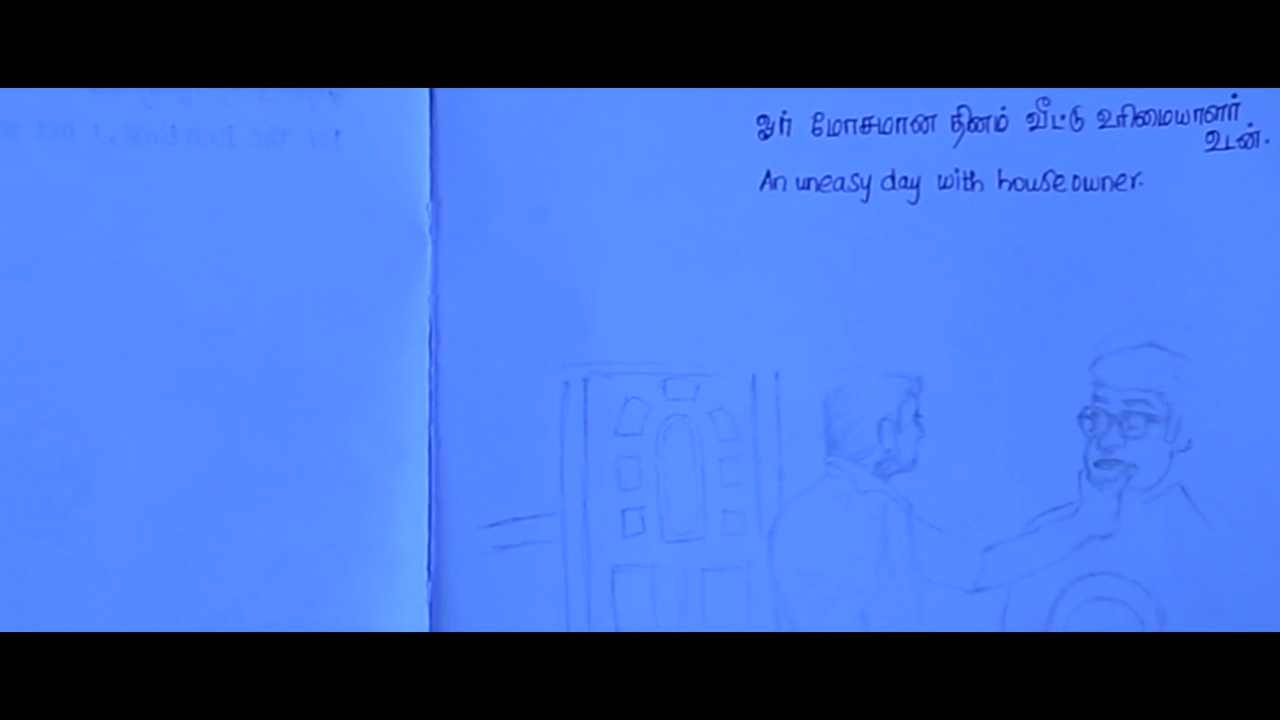 ஓர் மோசமான தினம் வீட்டு உரிமையாளர்
உடன்.
An uneasy day with house owner.